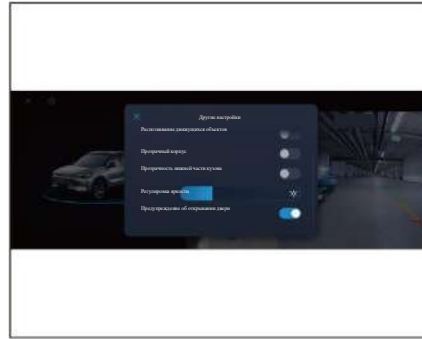 Другие настройки
Распознавание движущихся объектов
Прозрачный корпус
Прозрачность нижней части кузова
Регулировка яркости
Предупреждение об открывании двери